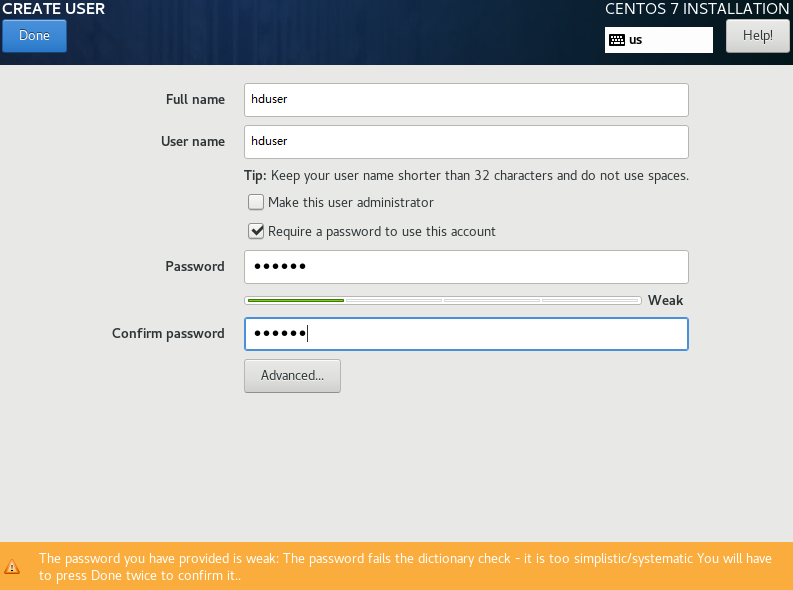 CREATE USER
CENTOS 7 INSTALLATION
Done
us
Help!
Full name
hduser
User name
hduser
Tip: Keep your user name shorter than 32 characters and do not use spaces.
Make this user administrator
Require a password to use this account
Password
••••••
Weak
Confirm password
••••••
Advanced...
The password you have provided is weak: The password fails the dictionary check - it is too simplistic/systematic You will have
to press Done twice to confirm it..